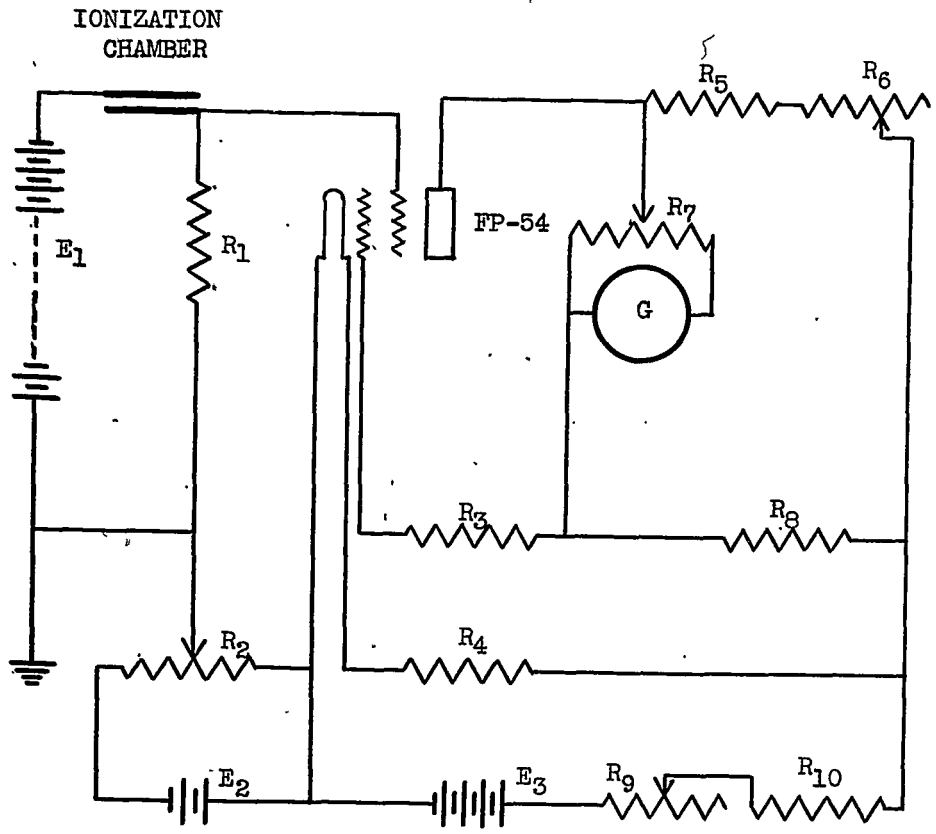 IONIZATION
CHAMBER
R5
R6
R7
FP-54
E1
R1
G
R3
R8
R2
R4
E2
E3
R9
R10